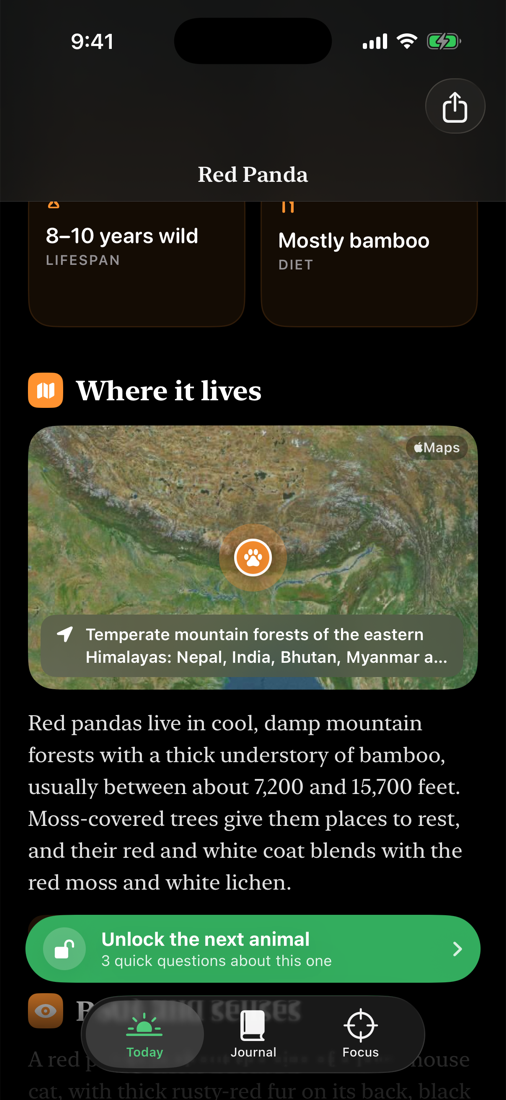 9:41
Red Panda
8–10 years wild
LIFESPAN
Mostly bamboo
DIET
Where it lives
Maps
Temperate mountain forests of the eastern
Himalayas: Nepal, India, Bhutan, Myanmar a...
Red pandas live in cool, damp mountain
forests with a thick understory of bamboo,
usually between about 7,200 and 15,700 feet.
Moss-covered trees give them places to rest,
and their red and white coat blends with the
red moss and white lichen.
Unlock the next animal
3 quick questions about this one
Today
Journal
Focus
A red
house
cat, with thick rusty-red fur on its back, black